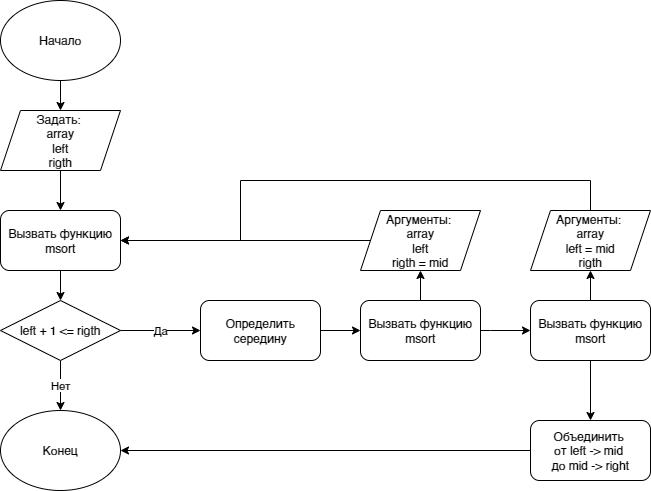 Начало
Задать:
array
left
rigth
Вызвать функцию
msort
Аргументы:
array
left
rigth = mid
Аргументы:
array
left = mid
rigth
left + 1 <= rigth
Да
Определить
середину
Вызвать функцию
msort
Вызвать функцию
msort
Нет
Конец
Объединить
от left -> mid
до mid -> right